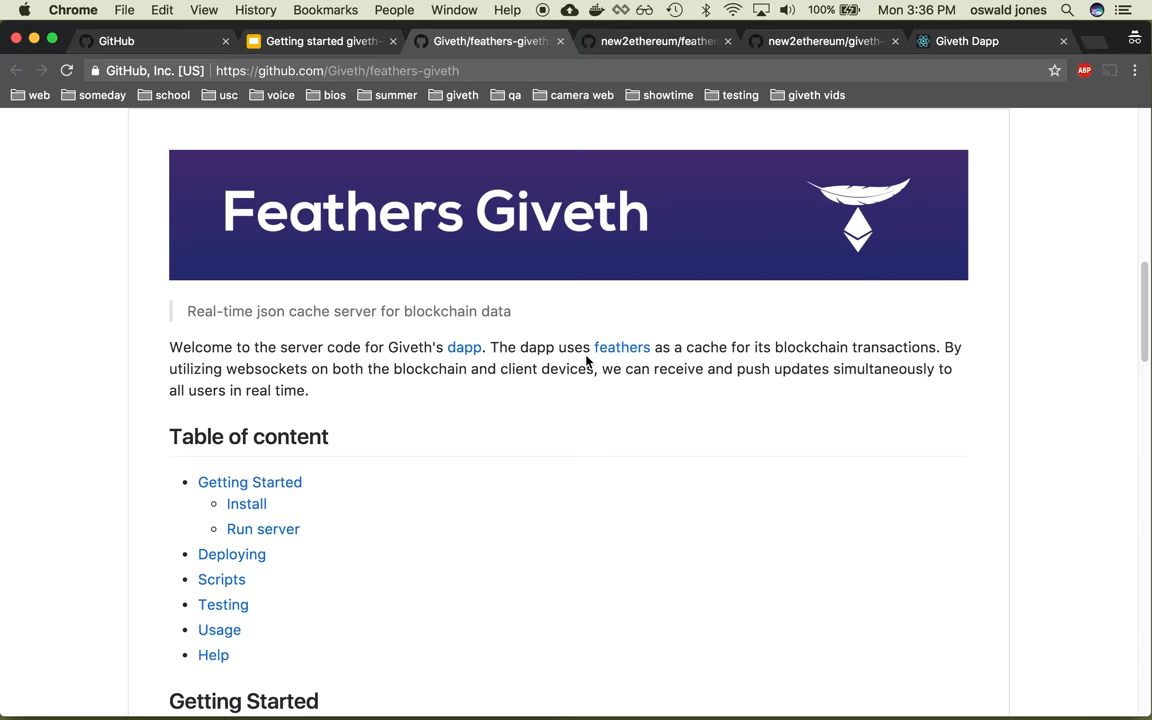 Chrome File Edit View History Bookmarks People Window Help 100% Mon 3:36 PM oswald jones
GitHub Getting started giveth- Giveth/feathers-giveth: new2ethereum/feather new2ethereum/giveth- Giveth Dapp
GitHub, Inc. [US] https://github.com/Giveth/feathers-giveth ABP
web someday school usc voice bios summer giveth qa camera web showtime testing giveth vids
Feathers Giveth
Real-time json cache server for blockchain data
Welcome to the server code for Giveth's dapp. The dapp uses feathers as a cache for its blockchain transactions. By
utilizing websockets on both the blockchain and client devices, we can receive and push updates simultaneously to
all users in real time.
Table of content
Getting Started
Install
Run server
Deploying
Scripts
Testing
Usage
Help
Getting Started